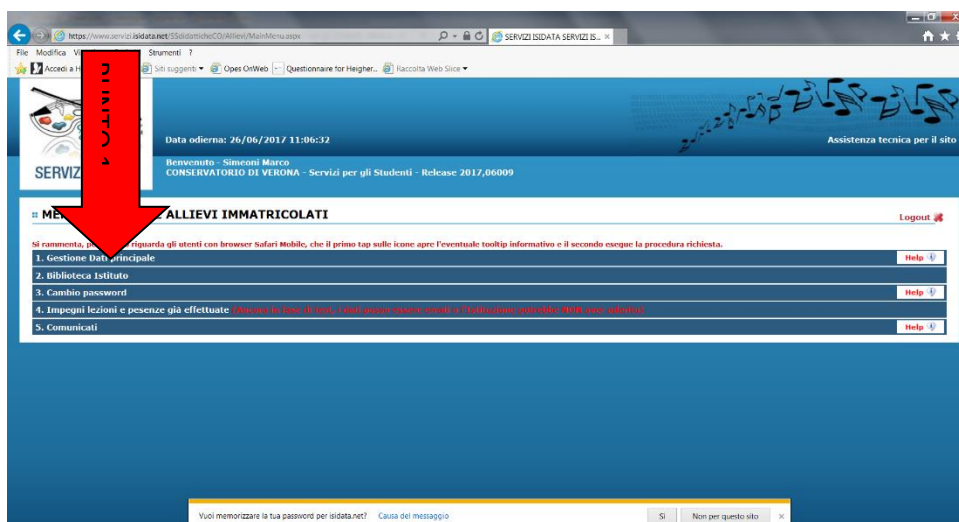 https://www.servizi.isidata.net/SSdidatticheCO/Allievi/MainMenu.aspx
SERVIZI ISIDATA SERVIZI IS...
File Modifica Strumenti ?
Accedi a H Siti suggeriti Opes OnWeb Questionnaire for Heigher... Raccolta Web Slice
PUNTO 1
Data odierna: 26/06/2017 11:06:32
Assistenza tecnica per il sito
SERVIZ
Benvenuto - Simeoni Marco
CONSERVATORIO DI VERONA - Servizi per gli Studenti - Release 2017,06009
ALLIEVI IMMATRICOLATI
Logout
Si rammenta, riguarda gli utenti con browser Safari Mobile, che il primo tap sulle icone apre l'eventuale tooltip informativo e il secondo esegue la procedura richiesta.
1. Gestione Dati principale Help
2. Biblioteca Istituto
3. Cambio password Help
4. Impegni lezioni e pesenze già effettuate
5. Comunicati Help
Vuoi memorizzare la tua password per isidata.net? Causa del messaggio Sì Non per questo sito